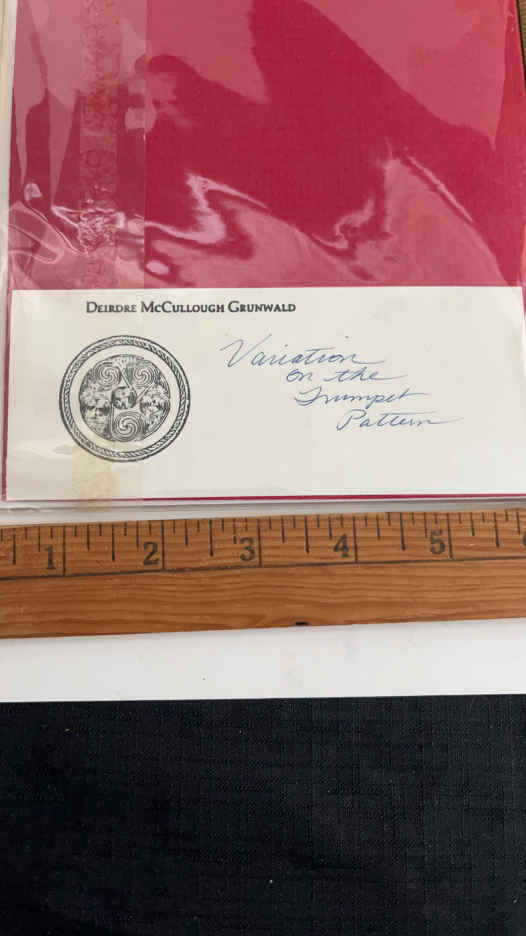 DEIRDRE MCCULLOUGH GRUNWALD
Variation
on the
Trumpet
Pattern
1 2 3 4 5